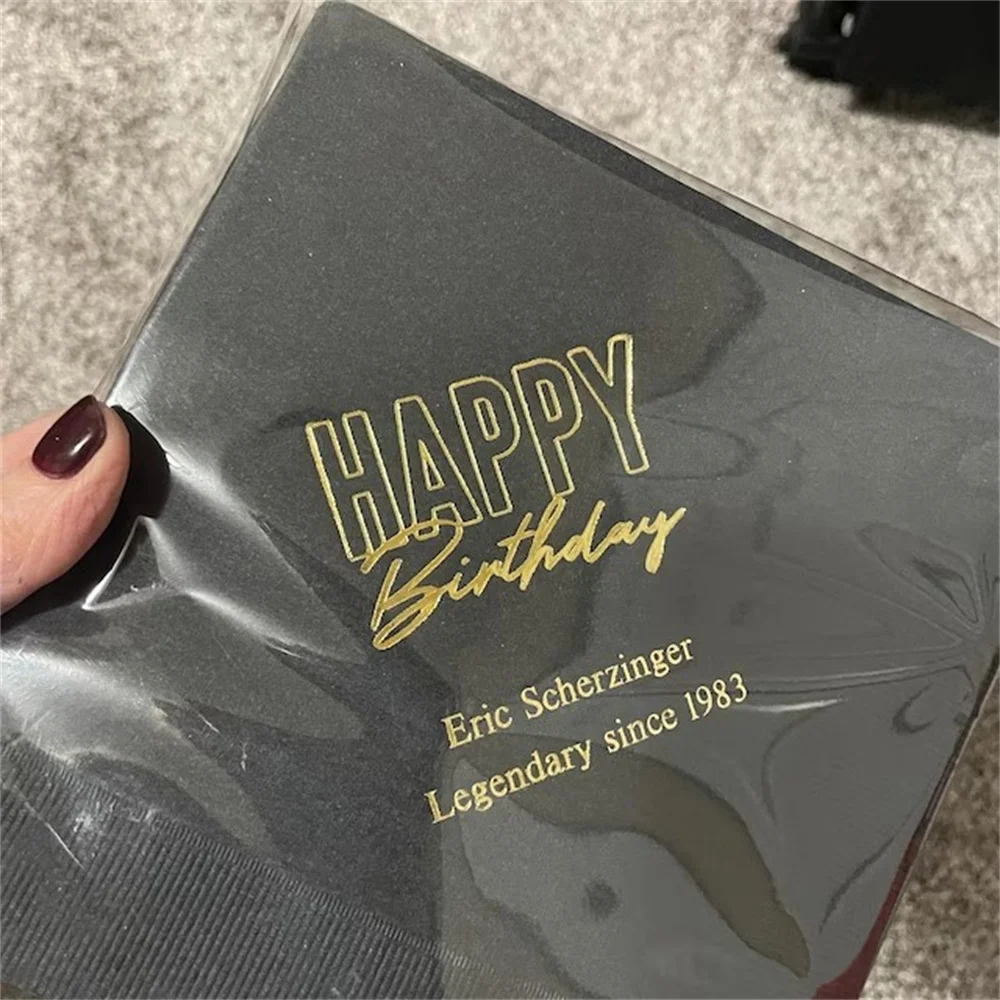 HAPPY
Birthday
Eric Scherzinger
Legendary since 1983